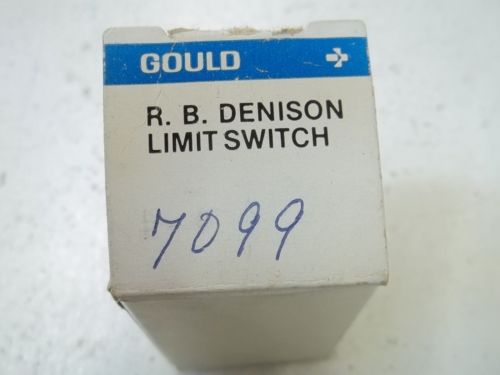 GOULD
R. B. DENISON
LIMIT SWITCH
7099